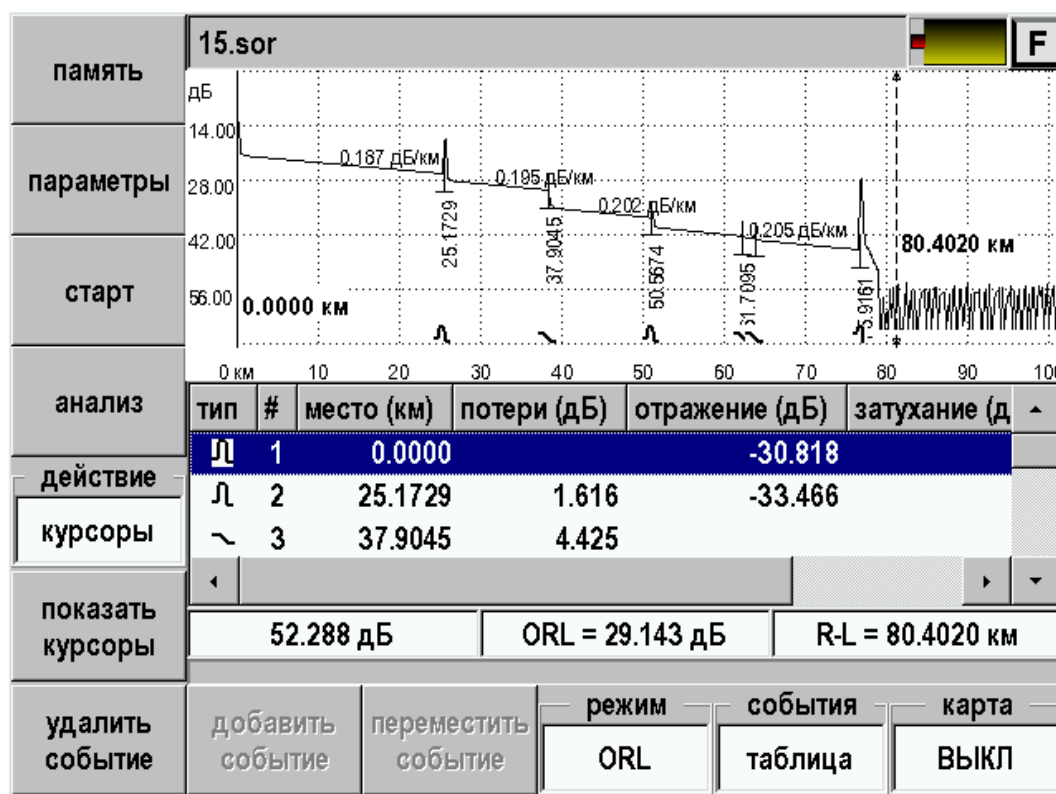 память
15.sor
F
дБ
14.00
28.00
42.00
56.00
0.187 дБ/км
0.195 дБ/км
0.202 дБ/км
0.205 дБ/км
25.1729
37.9045
50.5674
61.7095
5.9161
80.4020 км
0.0000 км
0 км 10 20 30 40 50 60 70 80 90 10
параметры
старт
анализ
тип # место (км) потери (дБ) отражение (дБ) затухание (д
1 0.0000 -30.818
2 25.1729 1.616 -33.466
3 37.9045 4.425
действие
курсоры
показать
курсоры
52.288 дБ ORL = 29.143 дБ R-L = 80.4020 км
удалить
событие
добавить
событие
переместить
событие
режим
ORL
события
таблица
карта
ВЫКЛ